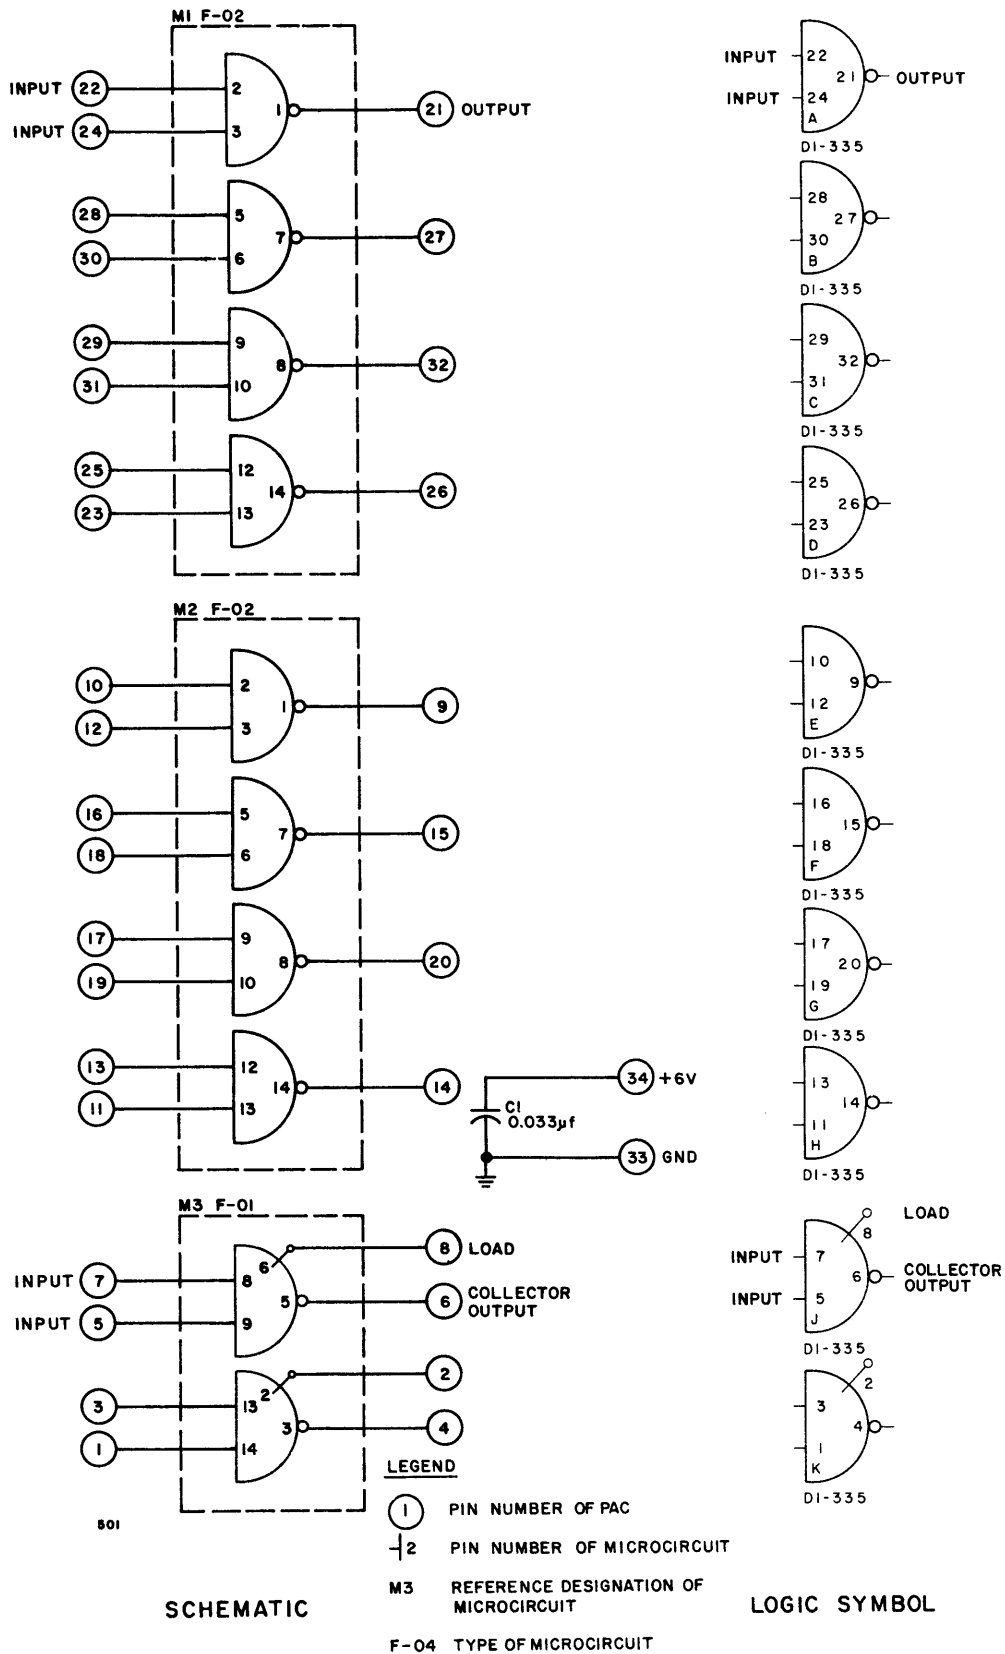 M1 F-02
INPUT 22 2
1 21 OUTPUT
INPUT 24 3
28 5
7 27
30 6
29 9
8 32
31 10
25 12
14 26
23 13
M2 F-02
10 2
1 9
12 3
16 5
7 15
18 6
17 9
8 20
19 10
13 12
14 14
11 13
34 +6V
C1
0.033µf
33 GND
M3 F-01
6 8 LOAD
INPUT 7 8
5 6 COLLECTOR
OUTPUT
INPUT 5 9
2 2
3 13
3 4
1 14
501
LEGEND
1 PIN NUMBER OF PAC
2 PIN NUMBER OF MICROCIRCUIT
M3 REFERENCE DESIGNATION OF
MICROCIRCUIT
F-04 TYPE OF MICROCIRCUIT
SCHEMATIC
INPUT 22
21 OUTPUT
INPUT 24
A
DI-335
28
27
30
B
DI-335
29
32
31
C
DI-335
25
26
23
D
DI-335
10
9
12
E
DI-335
16
15
18
F
DI-335
17
20
19
G
DI-335
13
14
11
H
DI-335
LOAD
8
INPUT 7
6 COLLECTOR
OUTPUT
INPUT 5
J
DI-335
2
3
4
1
K
DI-335
LOGIC SYMBOL